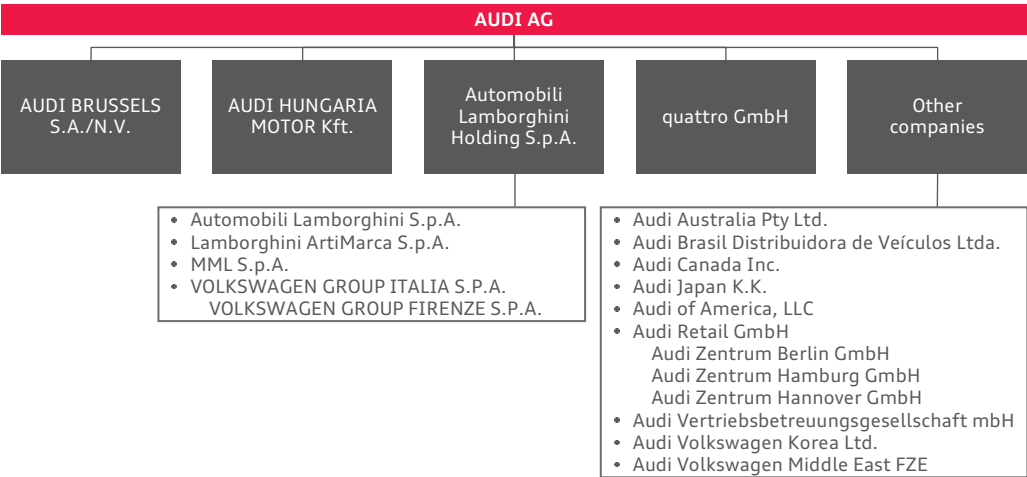 AUDI AG
AUDI BRUSSELS
S.A./N.V.
AUDI HUNGARIA
MOTOR Kft.
Automobili
Lamborghini
Holding S.p.A.
quattro GmbH
Other
companies
• Automobili Lamborghini S.p.A.
• Lamborghini ArtiMarca S.p.A.
• MML S.p.A.
• VOLKSWAGEN GROUP ITALIA S.P.A.
VOLKSWAGEN GROUP FIRENZE S.P.A.
• Audi Australia Pty Ltd.
• Audi Brasil Distribuidora de Veículos Ltda.
• Audi Canada Inc.
• Audi Japan K.K.
• Audi of America, LLC
• Audi Retail GmbH
Audi Zentrum Berlin GmbH
Audi Zentrum Hamburg GmbH
Audi Zentrum Hannover GmbH
• Audi Vertriebsbetreuungsgesellschaft mbH
• Audi Volkswagen Korea Ltd.
• Audi Volkswagen Middle East FZE